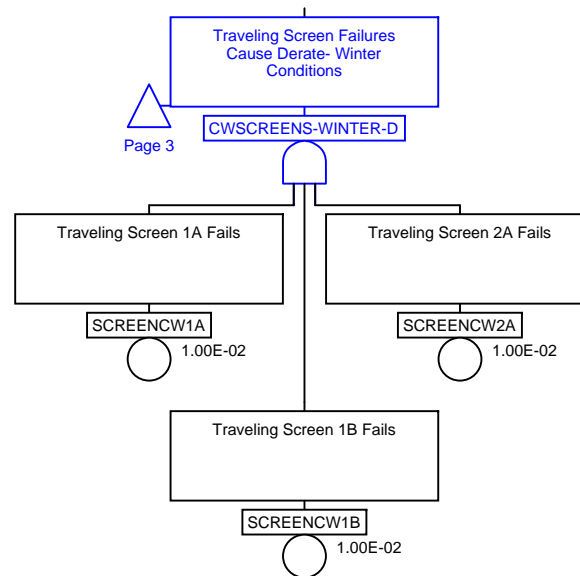 Traveling Screen Failures
Cause Derate- Winter
Conditions
Page 3
CWSCREENS-WINTER-D
Traveling Screen 1A Fails
Traveling Screen 2A Fails
SCREENCW1A
1.00E-02
SCREENCW2A
1.00E-02
Traveling Screen 1B Fails
SCREENCW1B
1.00E-02